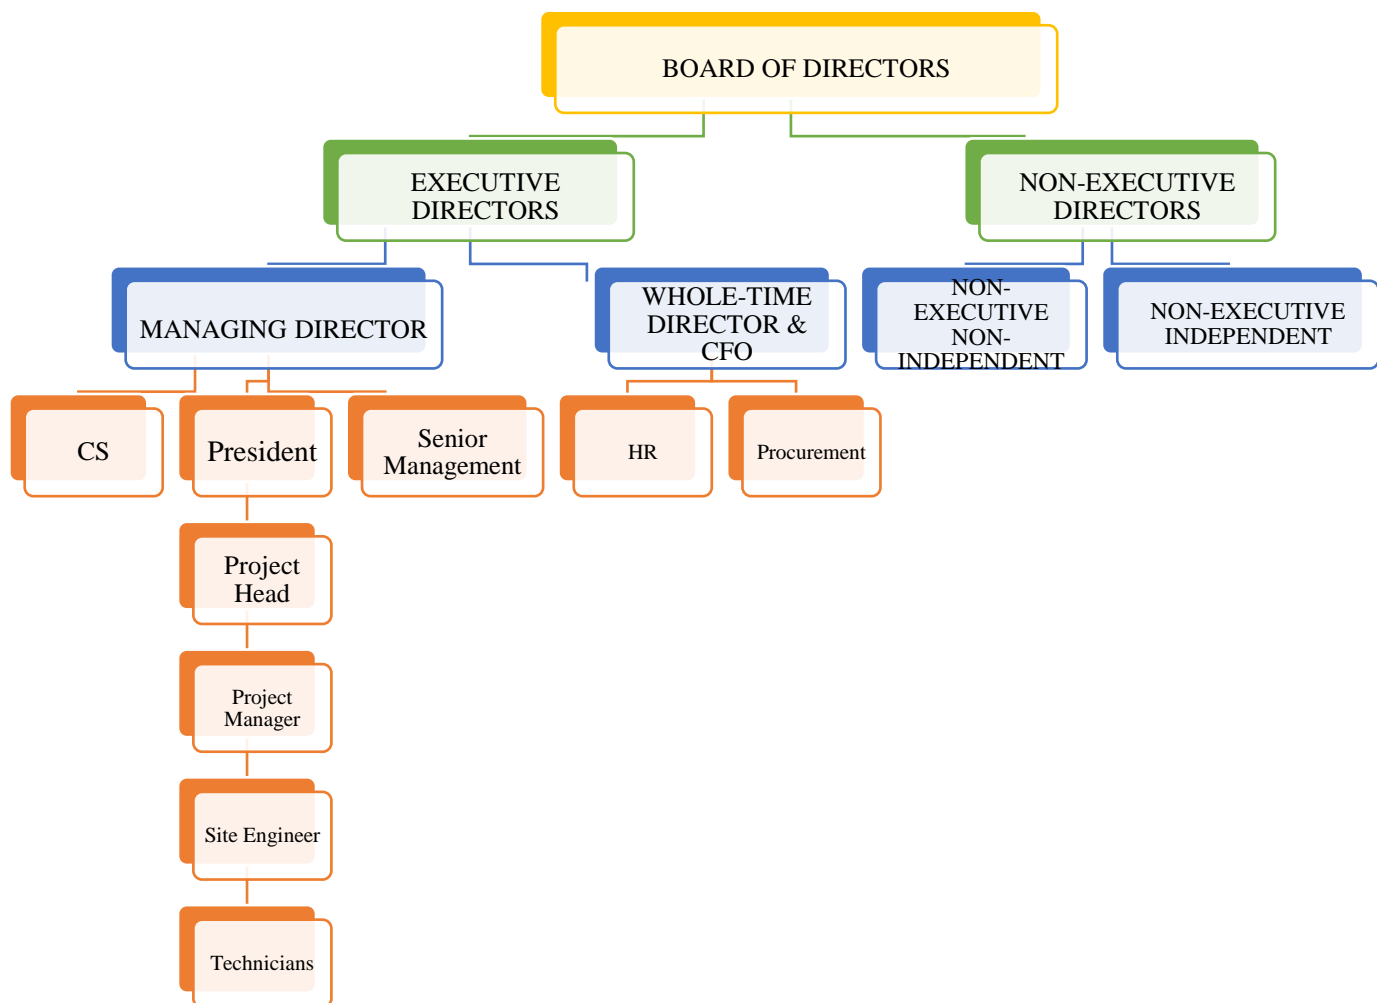 BOARD OF DIRECTORS
EXECUTIVE
DIRECTORS
NON-EXECUTIVE
DIRECTORS
MANAGING DIRECTOR
WHOLE-TIME
DIRECTOR &
CFO
NON-
EXECUTIVE
NON-
INDEPENDENT
NON-EXECUTIVE
INDEPENDENT
CS
President
Senior
Management
HR
Procurement
Project
Head
Project
Manager
Site Engineer
Technicians